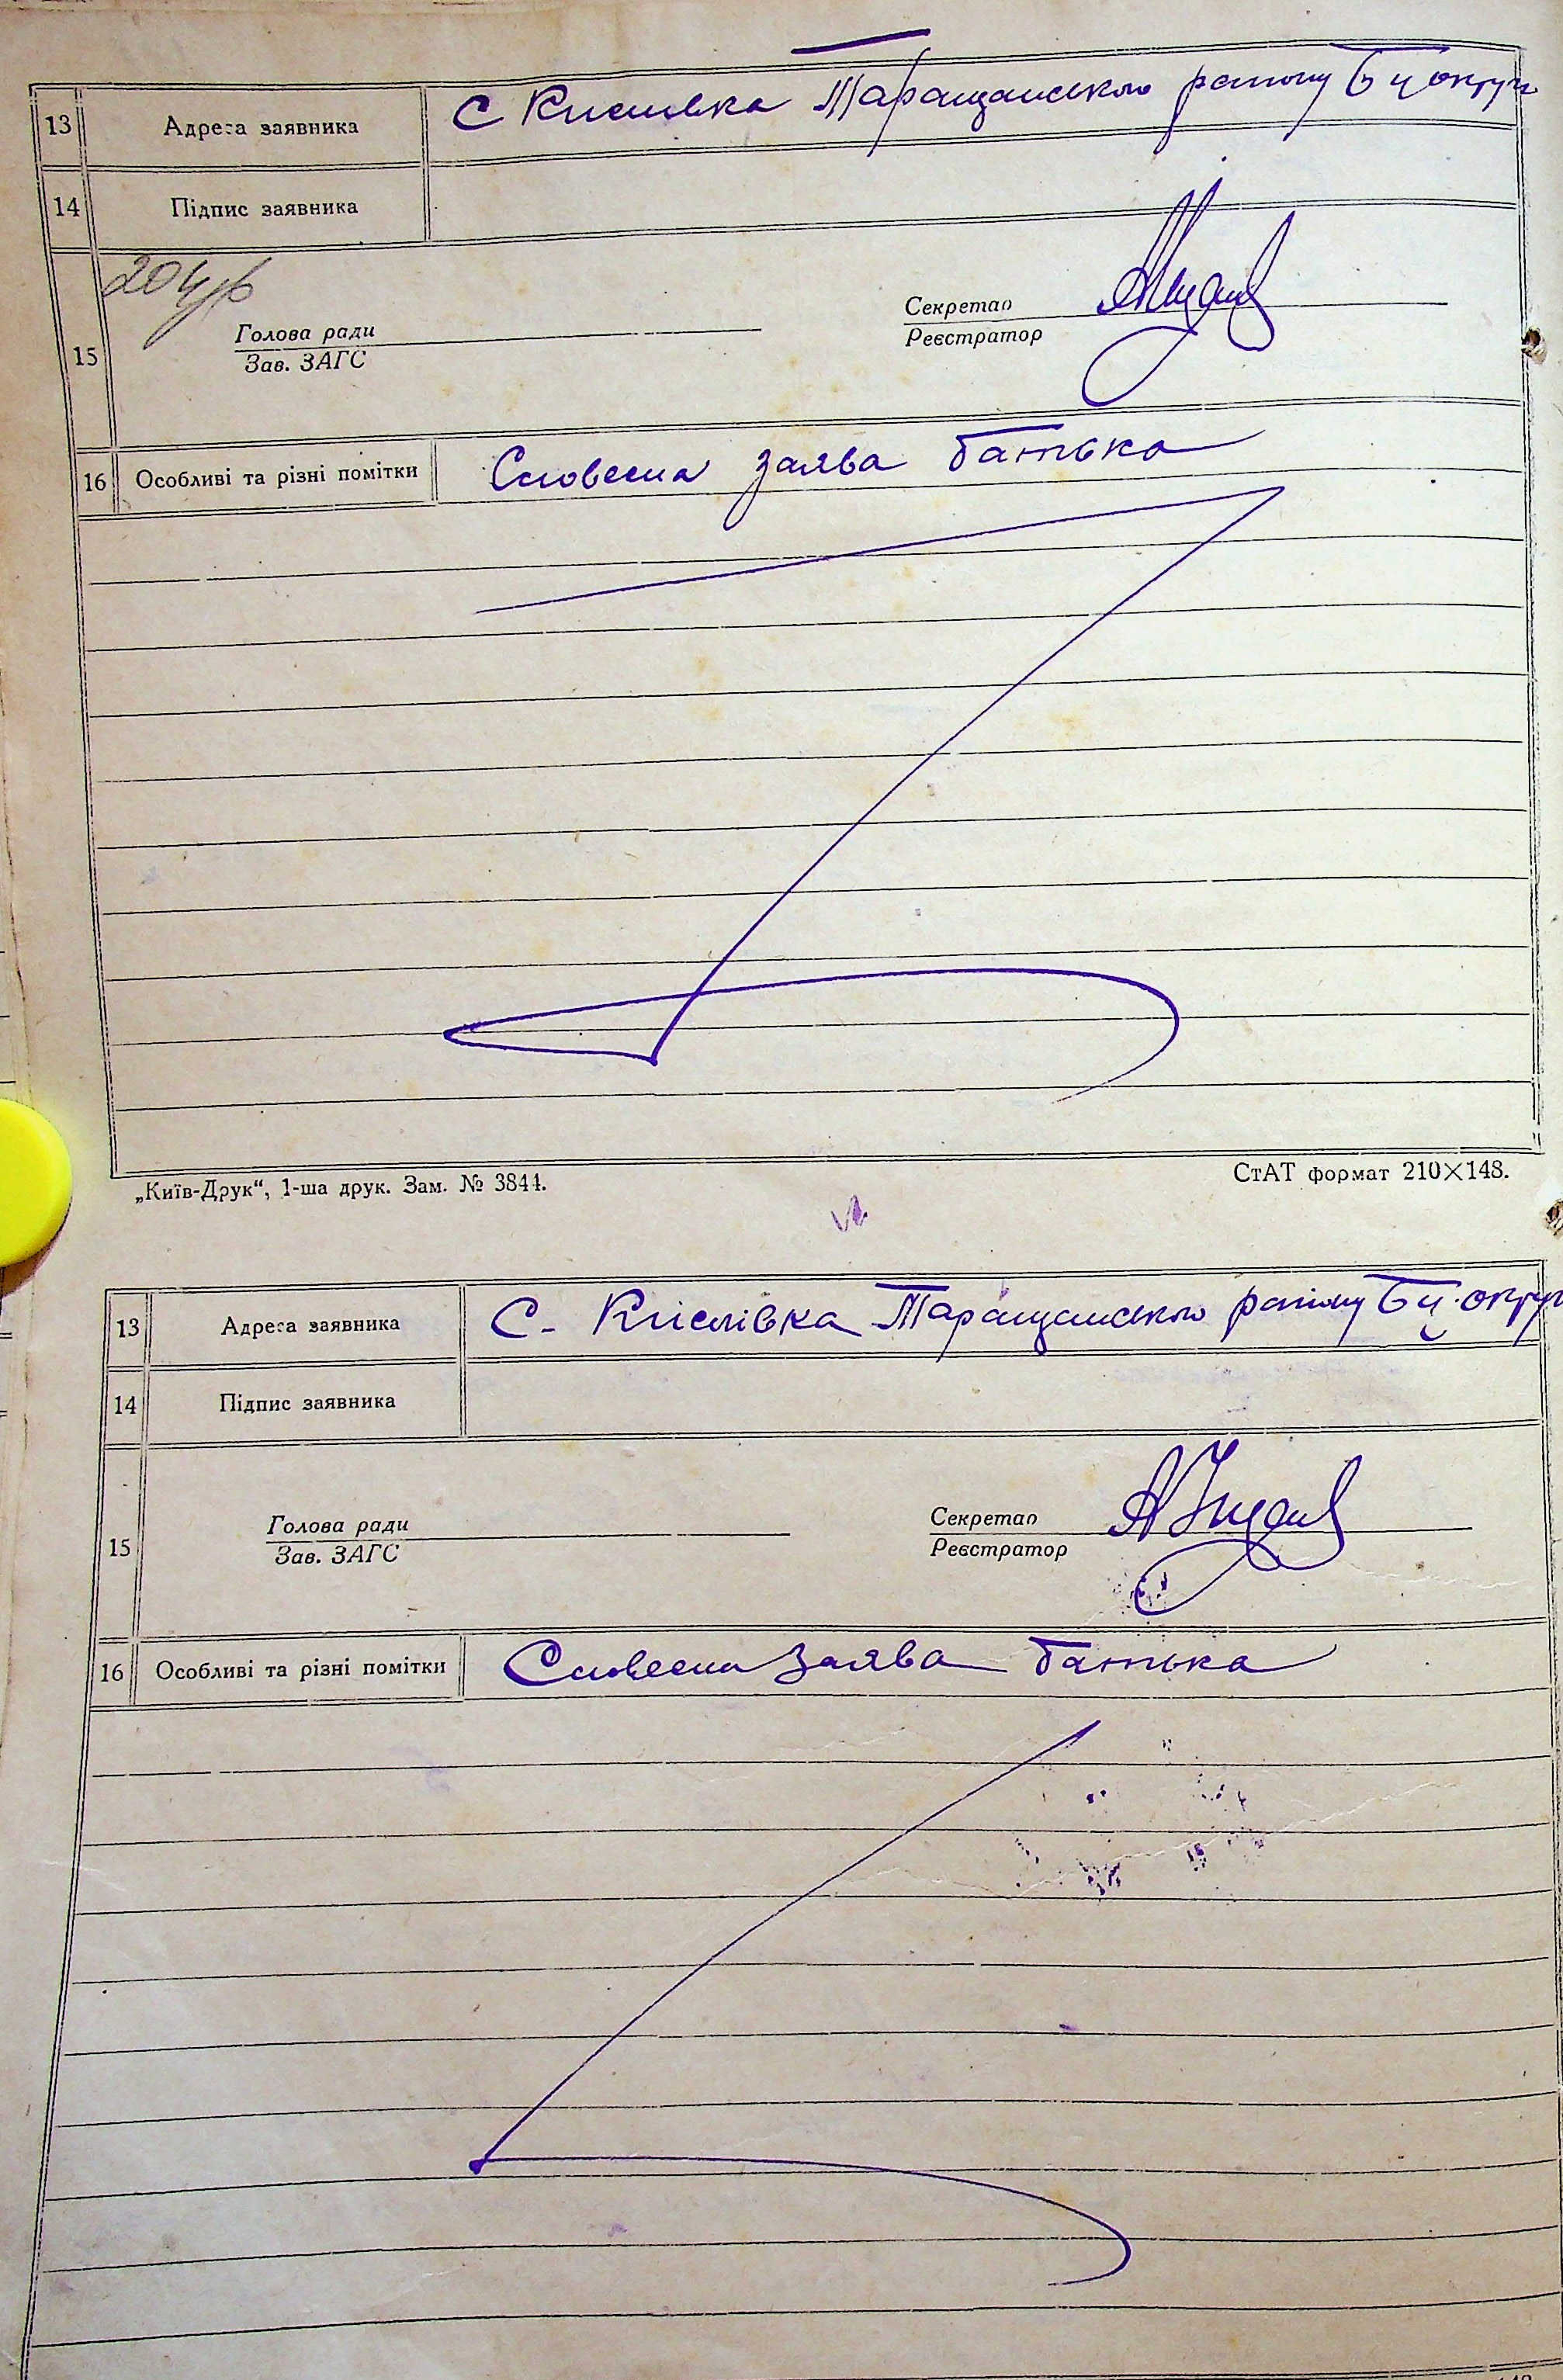 13 Адреса заявника С Кислівка Таращанського району Бц округи
14 Підпис заявника
204
15 Голова ради Секретар
Зав. ЗАГС Реєстратор
16 Особливі та різні помітки Словесна заява батька
„Київ-Друк“, 1-ша друк. Зам. № 3844. СтАТ формат 210×148.
13 Адреса заявника С. Кислівка Таращанського району Бц. округи
14 Підпис заявника
15 Голова ради Секретар
Зав. ЗАГС Реєстратор
16 Особливі та різні помітки Словесна заява батька